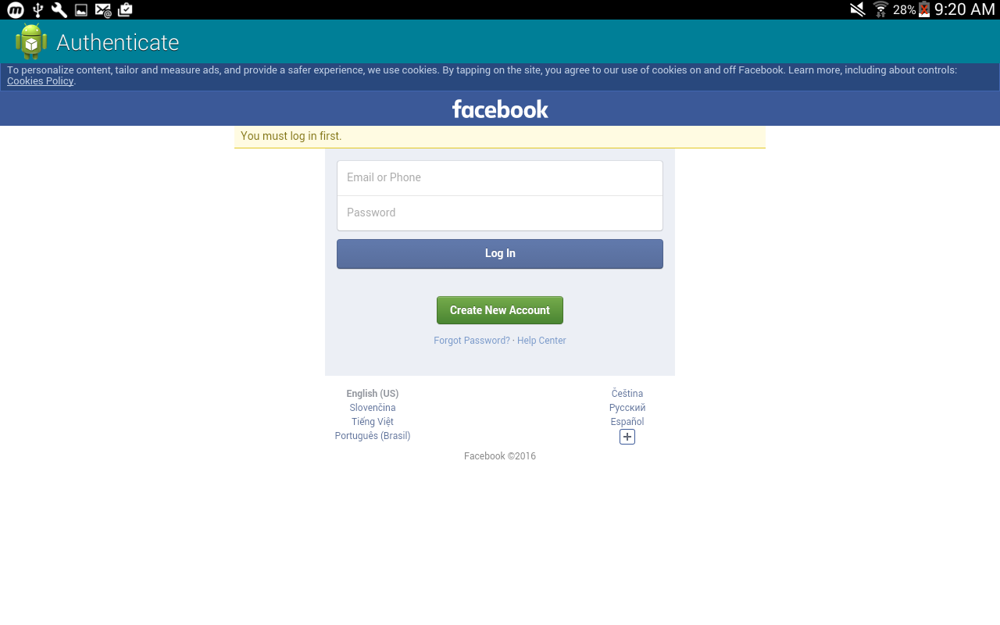 28% 9:20 AM
Authenticate
To personalize content, tailor and measure ads, and provide a safer experience, we use cookies. By tapping on the site, you agree to our use of cookies on and off Facebook. Learn more, including about controls:
Cookies Policy.
facebook
You must log in first.
Email or Phone
Password
Log In
Create New Account
Forgot Password? · Help Center
English (US)
Slovenčina
Tiếng Việt
Português (Brasil)
Čeština
Русский
Español
Facebook ©2016